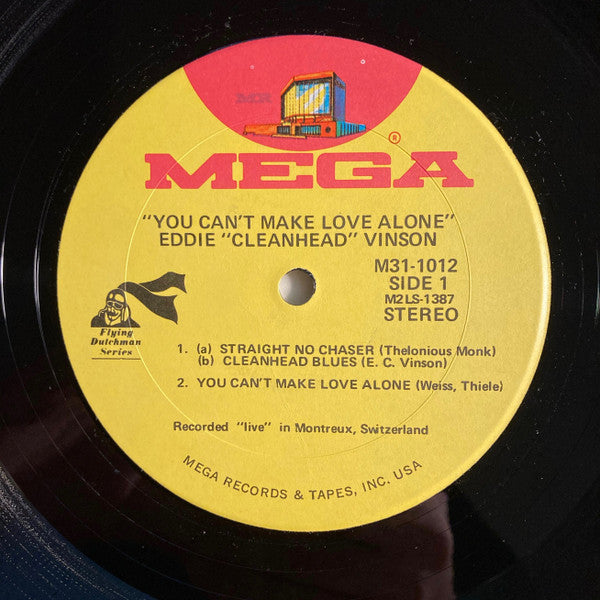 MEGA
®
"YOU CAN'T MAKE LOVE ALONE"
EDDIE "CLEANHEAD" VINSON
M31-1012
SIDE 1
M2LS-1387
STEREO
Flying
Dutchman
Series
1. (a) STRAIGHT NO CHASER (Thelonious Monk)
(b) CLEANHEAD BLUES (E. C. Vinson)
2. YOU CAN'T MAKE LOVE ALONE (Weiss, Thiele)
Recorded "live" in Montreux, Switzerland
MEGA RECORDS & TAPES, INC. USA